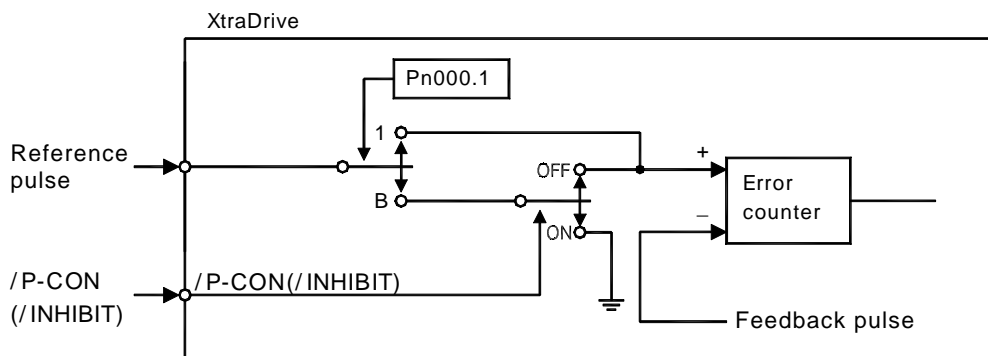 XtraDrive
Pn000.1
1
Reference
pulse
OFF
+
Error
counter
B
−
ON
/P-CON
(/INHIBIT)
/P-CON(/INHIBIT)
Feedback pulse